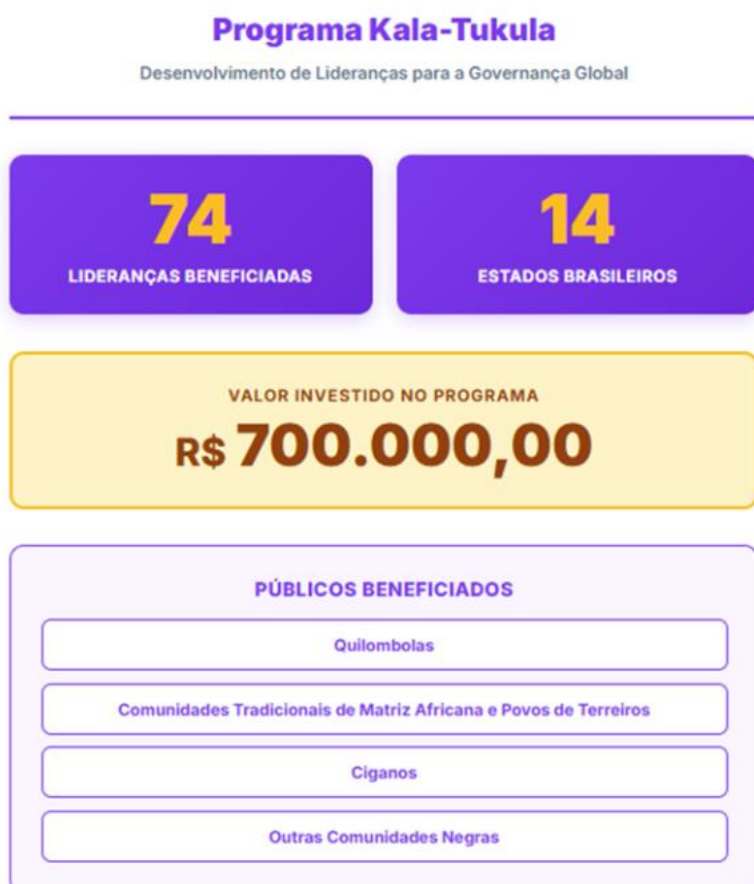 Programa Kala-Tukula
Desenvolvimento de Lideranças para a Governança Global
74
LIDERANÇAS BENEFICIADAS
14
ESTADOS BRASILEIROS
VALOR INVESTIDO NO PROGRAMA
R$ 700.000,00
PÚBLICOS BENEFICIADOS
Quilombolas
Comunidades Tradicionais de Matriz Africana e Povos de Terreiros
Ciganos
Outras Comunidades Negras